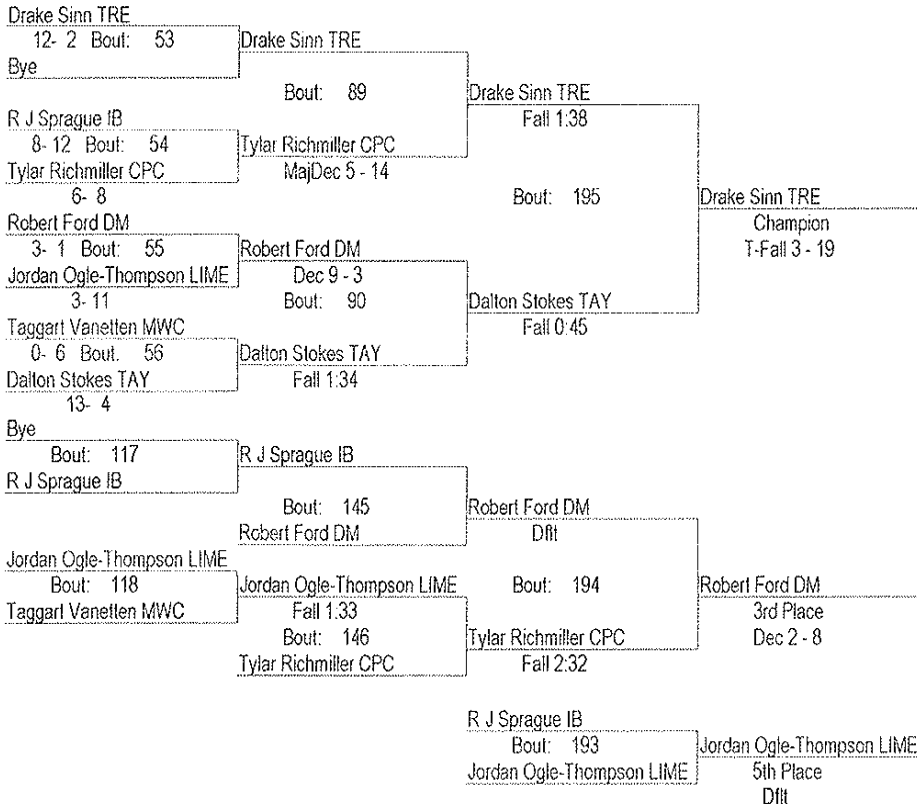 Drake Sinn TRE
12- 2 Bout: 53
Bye
Drake Sinn TRE
Bout: 89
R J Sprague IB
8- 12 Bout: 54
Tylar Richmiller CPC
6- 8
Tylar Richmiller CPC
MajDec 5 - 14
Drake Sinn TRE
Fall 1:38
Robert Ford DM
3- 1 Bout: 55
Jordan Ogle-Thompson LIME
3- 11
Robert Ford DM
Dec 9 - 3
Bout: 90
Taggart Vanetten MWC
0- 6 Bout: 56
Dalton Stokes TAY
13- 4
Dalton Stokes TAY
Fall 1:34
Dalton Stokes TAY
Fall 0:45
Bout: 195
Drake Sinn TRE
Champion
T-Fall 3 - 19
Bye
Bout: 117
R J Sprague IB
R J Sprague IB
Bout: 145
Robert Ford DM
Robert Ford DM
Dflt
Jordan Ogle-Thompson LIME
Bout: 118
Taggart Vanetten MWC
Jordan Ogle-Thompson LIME
Fall 1:33
Bout: 146
Tylar Richmiller CPC
Tylar Richmiller CPC
Fall 2:32
Bout: 194
Robert Ford DM
3rd Place
Dec 2 - 8
R J Sprague IB
Bout: 193
Jordan Ogle-Thompson LIME
Jordan Ogle-Thompson LIME
5th Place
Dflt